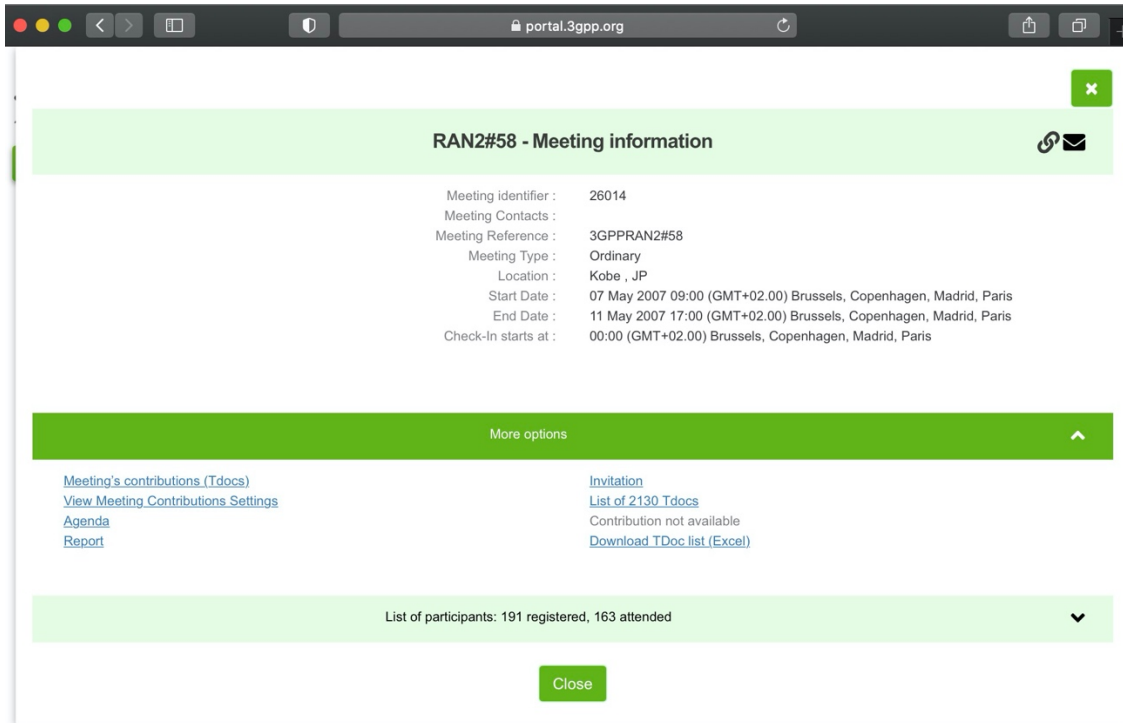 portal.3gpp.org
RAN2#58 - Meeting information
Meeting identifier : 26014
Meeting Contacts :
Meeting Reference : 3GPPRAN2#58
Meeting Type : Ordinary
Location : Kobe , JP
Start Date : 07 May 2007 09:00 (GMT+02.00) Brussels, Copenhagen, Madrid, Paris
End Date : 11 May 2007 17:00 (GMT+02.00) Brussels, Copenhagen, Madrid, Paris
Check-In starts at : 00:00 (GMT+02.00) Brussels, Copenhagen, Madrid, Paris
More options
Meeting's contributions (Tdocs) Invitation
View Meeting Contributions Settings List of 2130 Tdocs
Agenda Contribution not available
Report Download TDoc list (Excel)
List of participants: 191 registered, 163 attended
Close